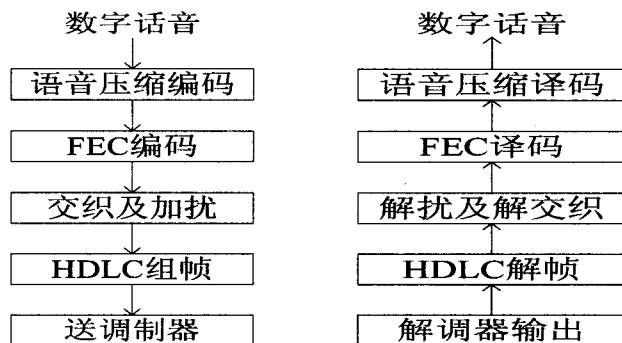 数字话音
语音压缩编码
FEC编码
交织及加扰
HDLC组帧
送调制器
数字话音
语音压缩译码
FEC译码
解扰及解交织
HDLC解帧
解调器输出